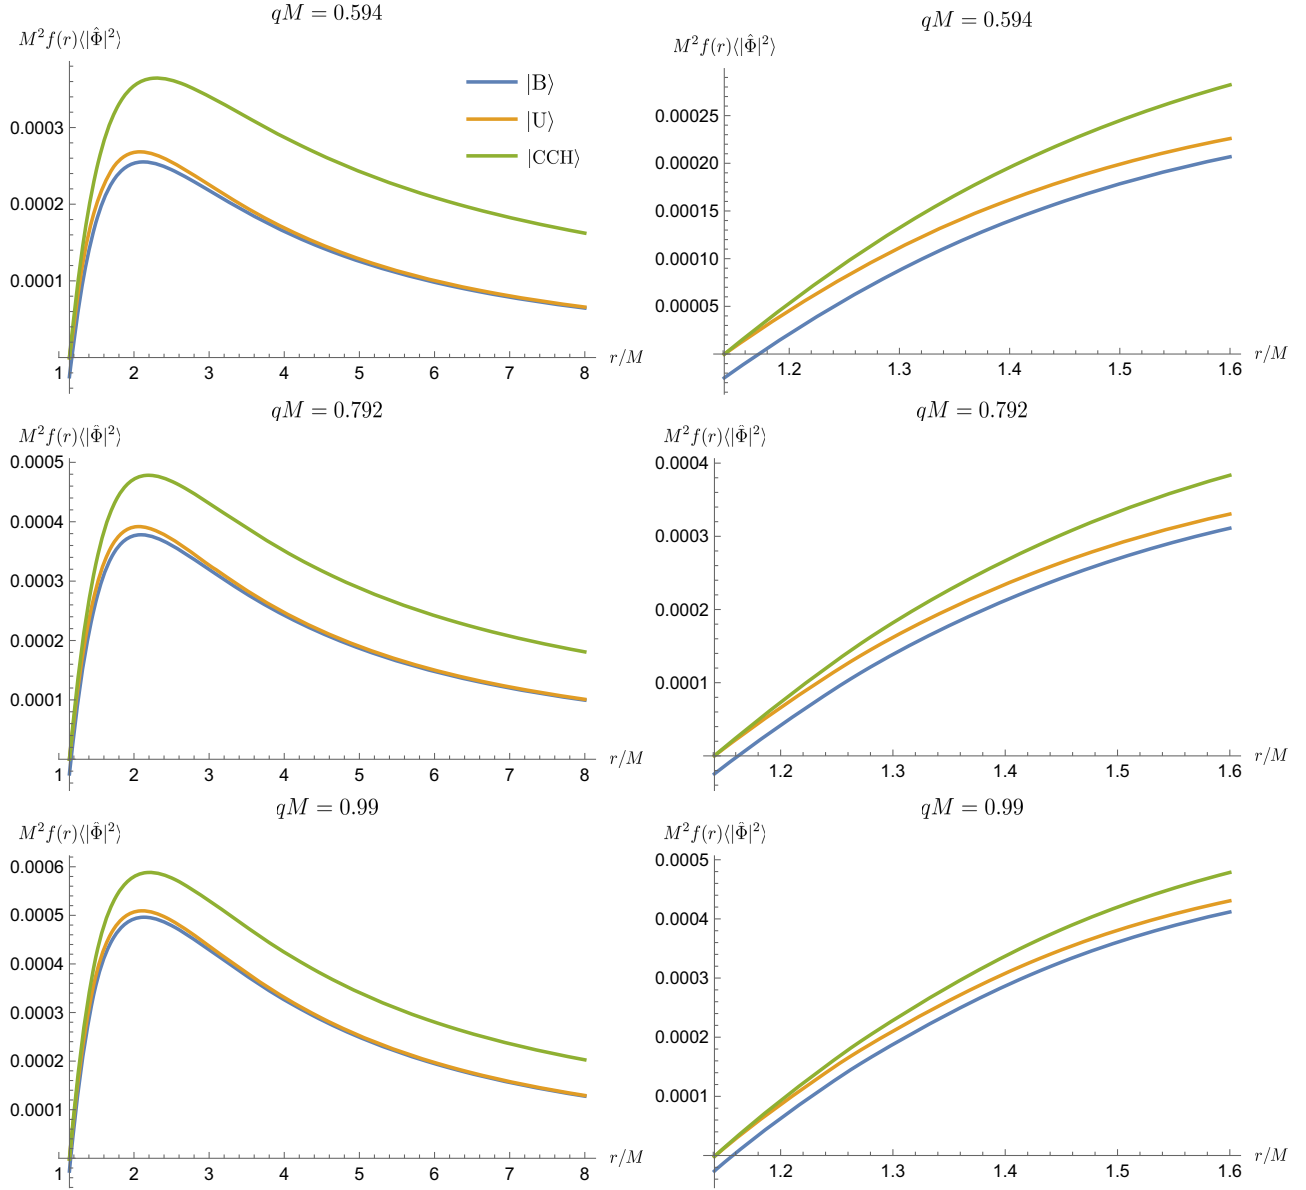 qM = 0.594
M²f(r)⟨|Φ̂|²⟩
|B⟩
|U⟩
|CCH⟩
0.0003
0.0002
0.0001
1 2 3 4 5 6 7 8 r/M
qM = 0.594
M²f(r)⟨|Φ̂|²⟩
0.00025
0.00020
0.00015
0.00010
0.00005
1.2 1.3 1.4 1.5 1.6 r/M
qM = 0.792
M²f(r)⟨|Φ̂|²⟩
0.0005
0.0004
0.0003
0.0002
0.0001
1 2 3 4 5 6 7 8 r/M
qM = 0.792
M²f(r)⟨|Φ̂|²⟩
0.0004
0.0003
0.0002
0.0001
1.2 1.3 1.4 1.5 1.6 r/M
qM = 0.99
M²f(r)⟨|Φ̂|²⟩
0.0006
0.0005
0.0004
0.0003
0.0002
0.0001
1 2 3 4 5 6 7 8 r/M
qM = 0.99
M²f(r)⟨|Φ̂|²⟩
0.0005
0.0004
0.0003
0.0002
0.0001
1.2 1.3 1.4 1.5 1.6 r/M